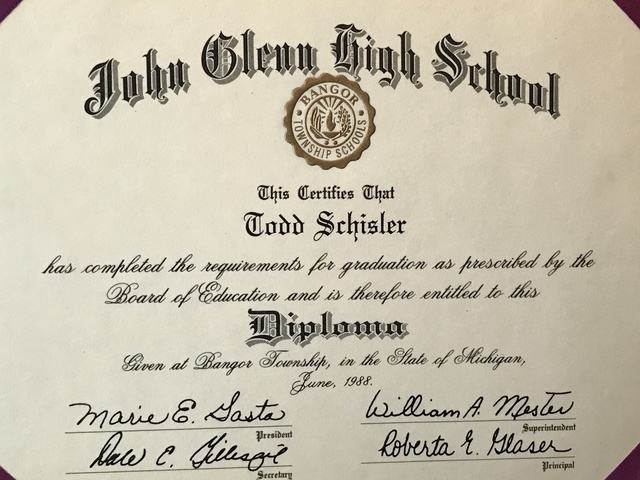 John Glenn High School
BANGOR
TOWNSHIP SCHOOLS
This Certifies That
Todd Schisler
has completed the requirements for graduation as prescribed by the
Board of Education and is therefore entitled to this
Diploma
Given at Bangor Township, in the State of Michigan,
June, 1988.
Marie E. Gasta William A. Mester
President Superintendent
Dale C. Gillespie Roberta E. Glaser
Secretary Principal